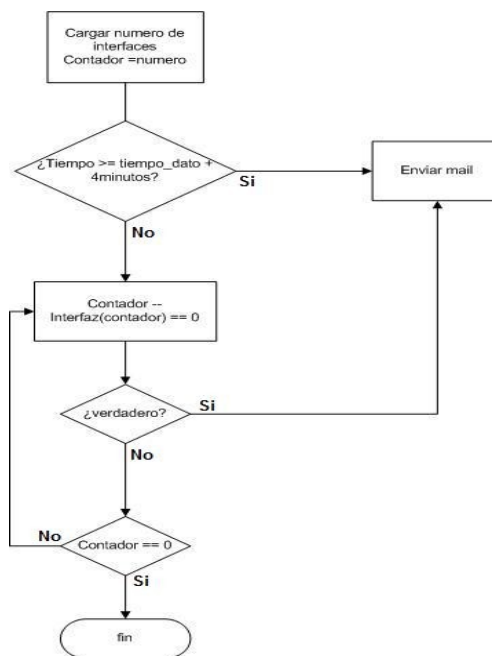 Cargar numero de
interfaces
Contador =numero
¿Tiempo >= tiempo_dato +
4minutos?
Si
Enviar mail
No
Contador --
Interfaz(contador) == 0
¿verdadero?
Si
No
No
Contador == 0
Si
fin